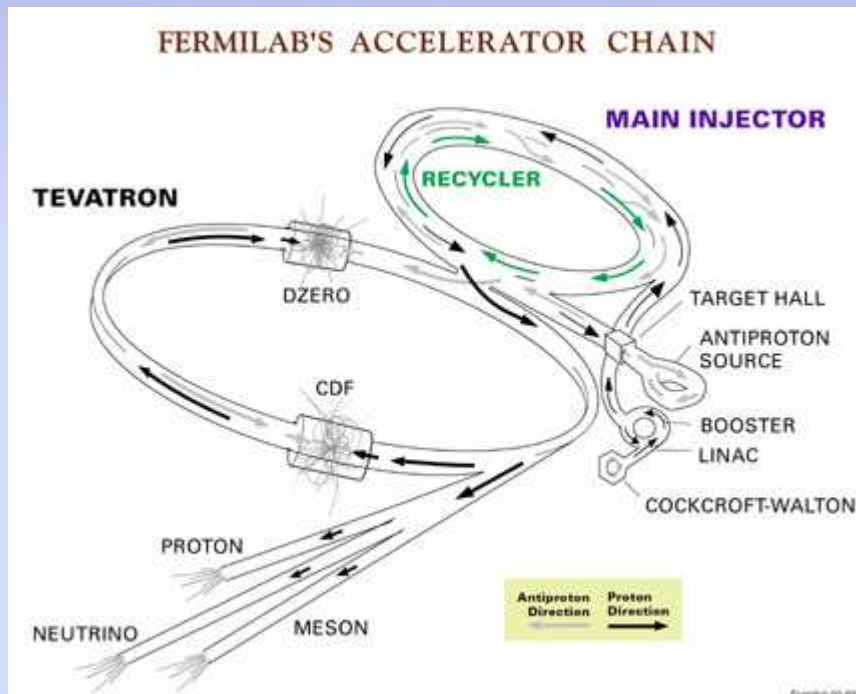 FERMILAB'S ACCELERATOR CHAIN
MAIN INJECTOR
RECYCLER
TEVATRON
DZERO
TARGET HALL
ANTIPROTON
SOURCE
CDF
BOOSTER
LINAC
COCKCROFT-WALTON
PROTON
NEUTRINO
MESON
Antiproton Proton
Direction Direction